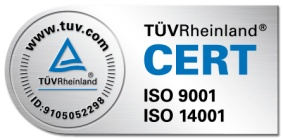 www.tuv.com
TÜVRheinland®
ID:9105052298
TÜVRheinland®
CERT
ISO 9001
ISO 14001